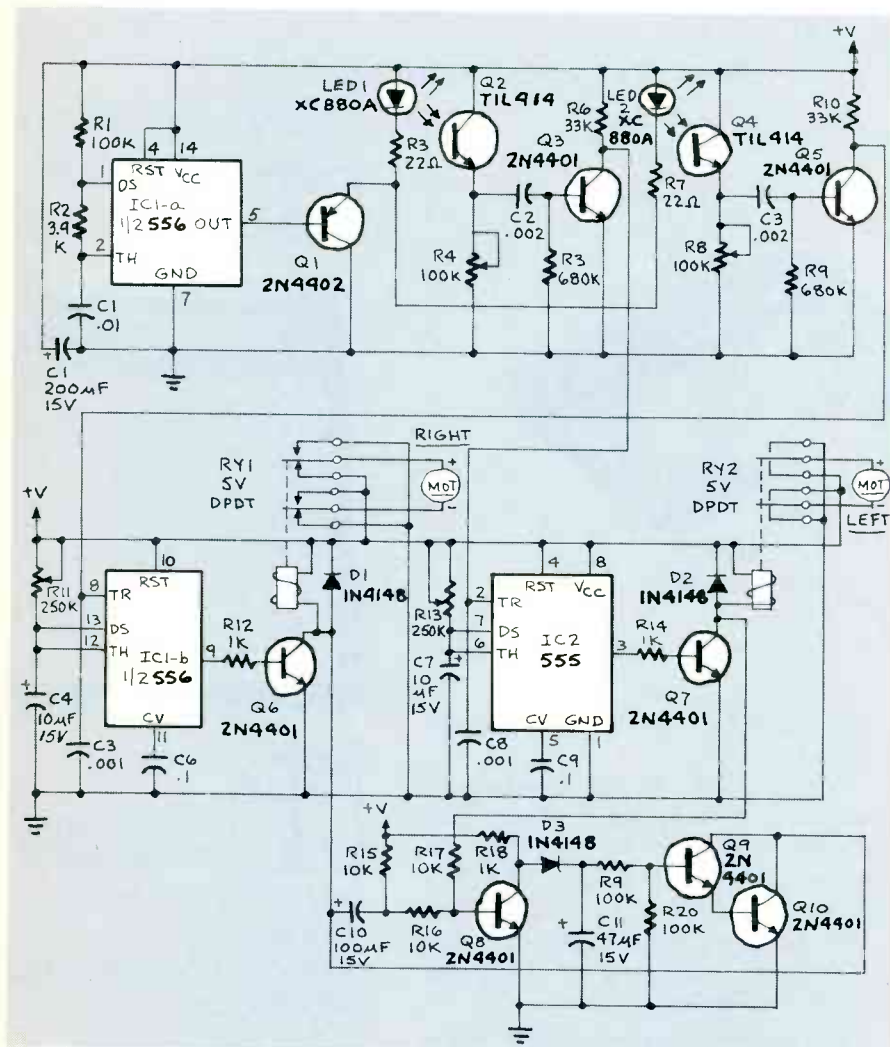 +V
LED1
XC880A
Q2
TIL414
R6
33K
LED
2
XC
880A
Q4
TIL414
R10
33K
R1
100K
4
14
RST
VCC
1
DS
IC1-a
1/2 556
OUT
5
R2
3.9
K
2
TH
GND
7
R3
22Ω
Q3
2N4401
Q5
2N4401
R7
22Ω
C2
.002
C3
.002
Q1
2N4402
R4
100K
R3
680K
R8
100K
R9
680K
C1
.01
+
C1
200µF
15V
RIGHT
RY1
5V
DPDT
+
MOT
-
RY2
5V
DPDT
+
MOT
-
LEFT
+V
R11
250K
10
RST
8
TR
13
DS
12
TH
IC1-b
1/2 556
9
R12
1K
D1
1N4148
Q6
2N4401
+
C4
10µF
15V
CV
11
C3
.001
C6
.1
R13
250K
4
8
RST
VCC
2
TR
7
DS
6
TH
IC2
555
3
R14
1K
D2
1N4148
Q7
2N4401
C7
+
10
µF
15V
CV
GND
5
1
C8
.001
C9
.1
+V
R15
10K
R17
10K
R18
1K
D3
1N4148
Q9
2N
4401
R9
100K
R20
100K
Q10
2N4401
+
C10
100µF
15V
R16
10K
Q8
2N4401
+
C11
47µF
15V